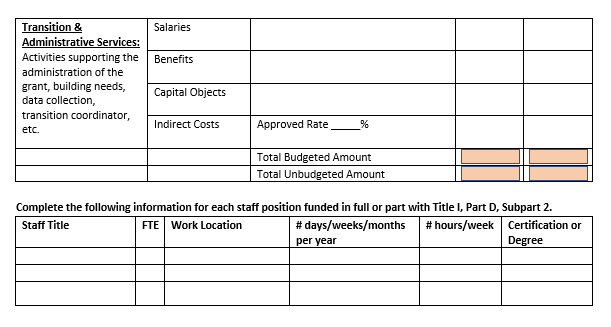 Transition & Salaries
Administrative Services:
Activities supporting the Benefits
administration of the
grant, building needs, Capital Objects
data collection,
transition coordinator, Indirect Costs Approved Rate _____%
etc.
Total Budgeted Amount
Total Unbudgeted Amount
Complete the following information for each staff position funded in full or part with Title I, Part D, Subpart 2.
Staff Title FTE Work Location # days/weeks/months # hours/week Certification or
per year Degree